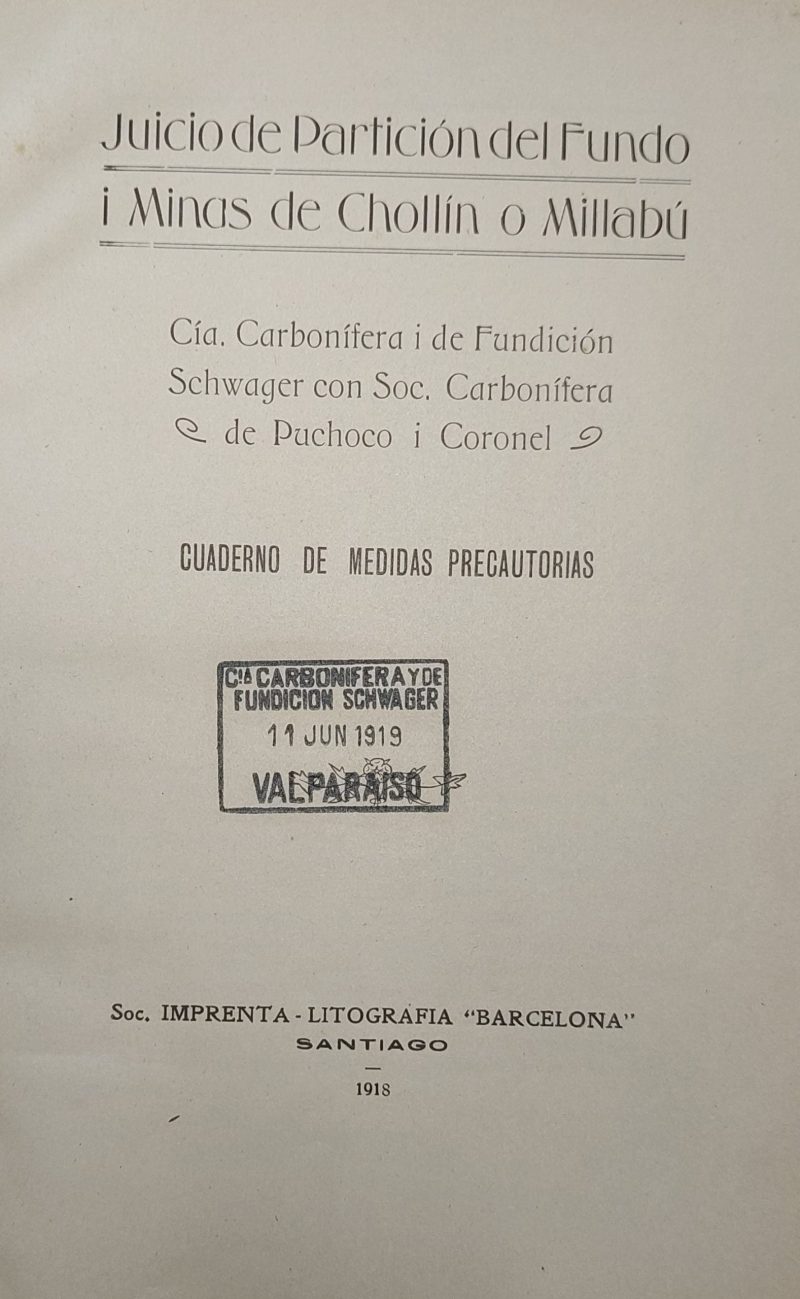 Juicio de Partición del Fundo
i Minas de Chollín o Millabú
Cía. Carbonífera i de Fundición
Schwager con Soc. Carbonífera
de Puchoco i Coronel
CUADERNO DE MEDIDAS PRECAUTORIAS
CIA CARBONIFERA Y DE
FUNDICION SCHWAGER
11 JUN 1919
VALPARAISO
Soc. IMPRENTA - LITOGRAFIA “BARCELONA”
SANTIAGO
—
1918